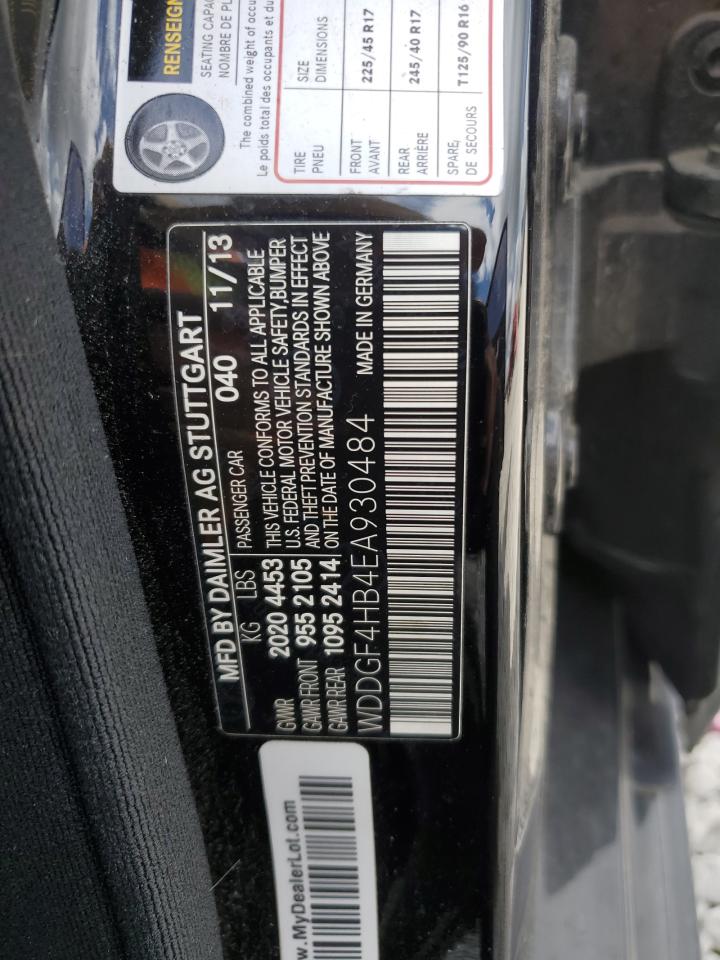 RENSEIGN
SEATING CAPA
NOMBRE DE PL
The combined weight of occu
Le poids total des occupants et du
TIRE SIZE
PNEU DIMENSIONS
FRONT 225/45 R17
AVANT
REAR 245/40 R17
ARRIÈRE
SPARE T125/90 R16
DE SECOURS
MFD BY DAIMLER AG STUTTGART
KG LBS PASSENGER CAR 040 11/13
GVWR 2020 4453 THIS VEHICLE CONFORMS TO ALL APPLICABLE
GAWR FRONT 955 2105 U.S. FEDERAL MOTOR VEHICLE SAFETY,BUMPER
GAWR REAR 1095 2414 AND THEFT PREVENTION STANDARDS IN EFFECT
ON THE DATE OF MANUFACTURE SHOWN ABOVE
WDDGF4HB4EA930484 MADE IN GERMANY
w.MyDealerLot.com